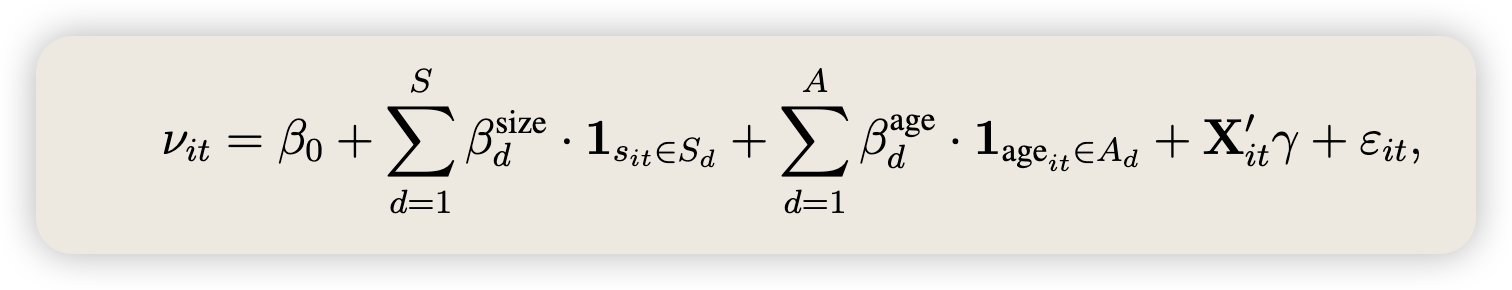 $\nu_{it} = \beta_0 + \sum_{d=1}^{S} \beta_d^{\text{size}} \cdot \mathbf{1}_{s_{it} \in S_d} + \sum_{d=1}^{A} \beta_d^{\text{age}} \cdot \mathbf{1}_{\text{age}_{it} \in A_d} + \mathbf{X}_{it}' \gamma + \varepsilon_{it},$